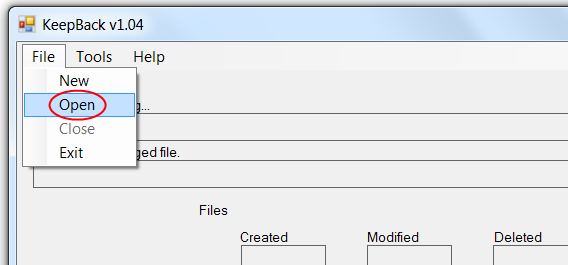 KeepBack v1.04
File Tools Help
New
Open
Close
Exit
ged file.
Files
Created Modified Deleted